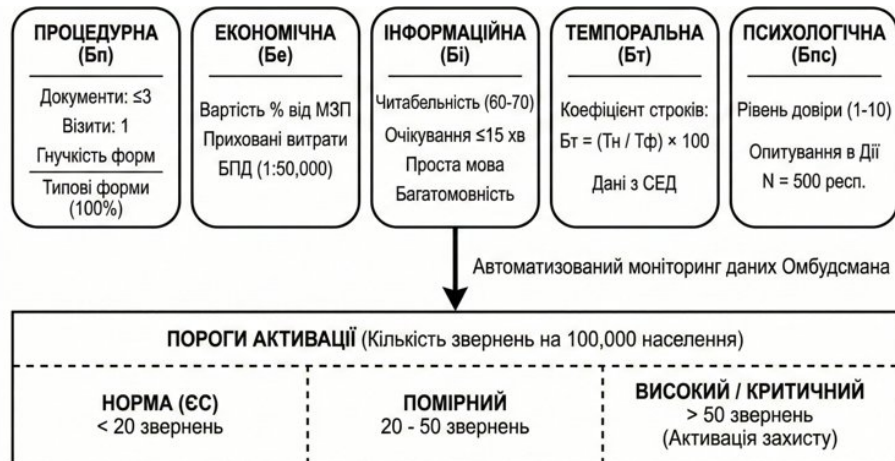 ПРОЦЕДУРНА
(Бп)
Документи: ≤3
Візити: 1
Гнучкість форм
Типові форми
(100%)
ЕКОНОМІЧНА
(Бе)
Вартість % від МЗП
Приховані витрати
БПД (1:50,000)
ІНФОРМАЦІЙНА
(Бі)
Читабельність (60-70)
Очікування ≤15 хв
Проста мова
Багатомовність
ТЕМПОРАЛЬНА
(Бт)
Коефіцієнт строків:
Бт = (Тн / Тф) × 100
Дані з СЕД
ПСИХОЛОГІЧНА
(Бпс)
Рівень довіри (1-10)
Опитування в Дії
N = 500 респ.
Автоматизований моніторинг даних Омбудсмана
ПОРОГИ АКТИВАЦІЇ (Кількість звернень на 100,000 населення)
НОРМА (ЄС)
< 20 звернень
ПОМІРНИЙ
20 - 50 звернень
ВИСОКИЙ / КРИТИЧНИЙ
> 50 звернень
(Активація захисту)